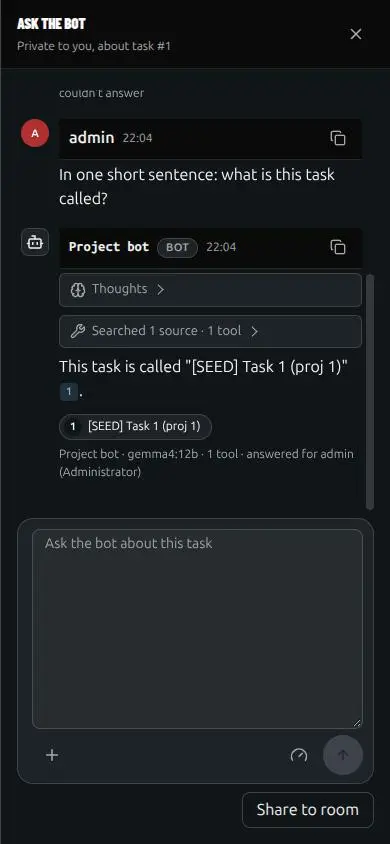 ASK THE BOT
Private to you, about task #1
couldn't answer
A
admin 22:04
In one short sentence: what is this task
called?
Project bot BOT 22:04
Thoughts
Searched 1 source · 1 tool
This task is called "[SEED] Task 1 (proj 1)"
1.
1 [SEED] Task 1 (proj 1)
Project bot · gemma4:12b · 1 tool · answered for admin
(Administrator)
Ask the bot about this task
Share to room